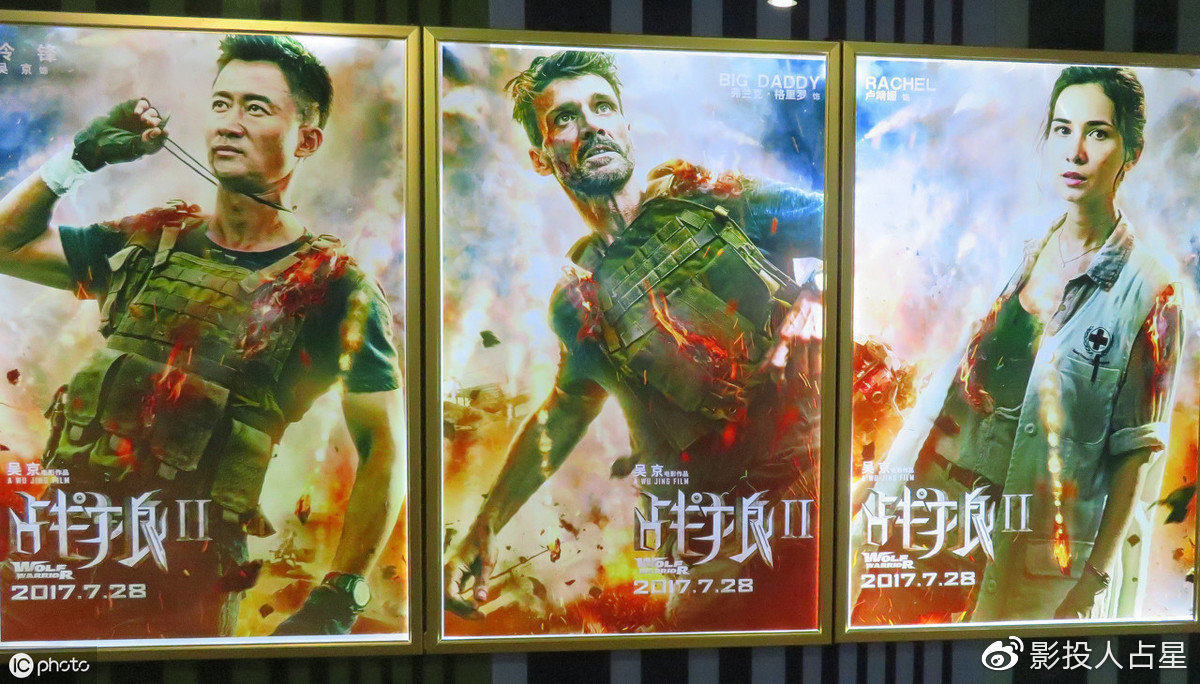 冷 锋
吴 京 饰
吴 京 电影作品
A WU JING FILM
战狼II
WOLF
WARRIOR
2017.7.28
BIG DADDY
弗兰克·格里罗 饰
吴 京 电影作品
A WU JING FILM
战狼II
WOLF
WARRIOR
2017.7.28
RACHEL
卢靖姗 饰
吴 京 电影作品
A WU JING FILM
战狼II
WOLF
WARRIOR
2017.7.28
IC photo
影投人占星